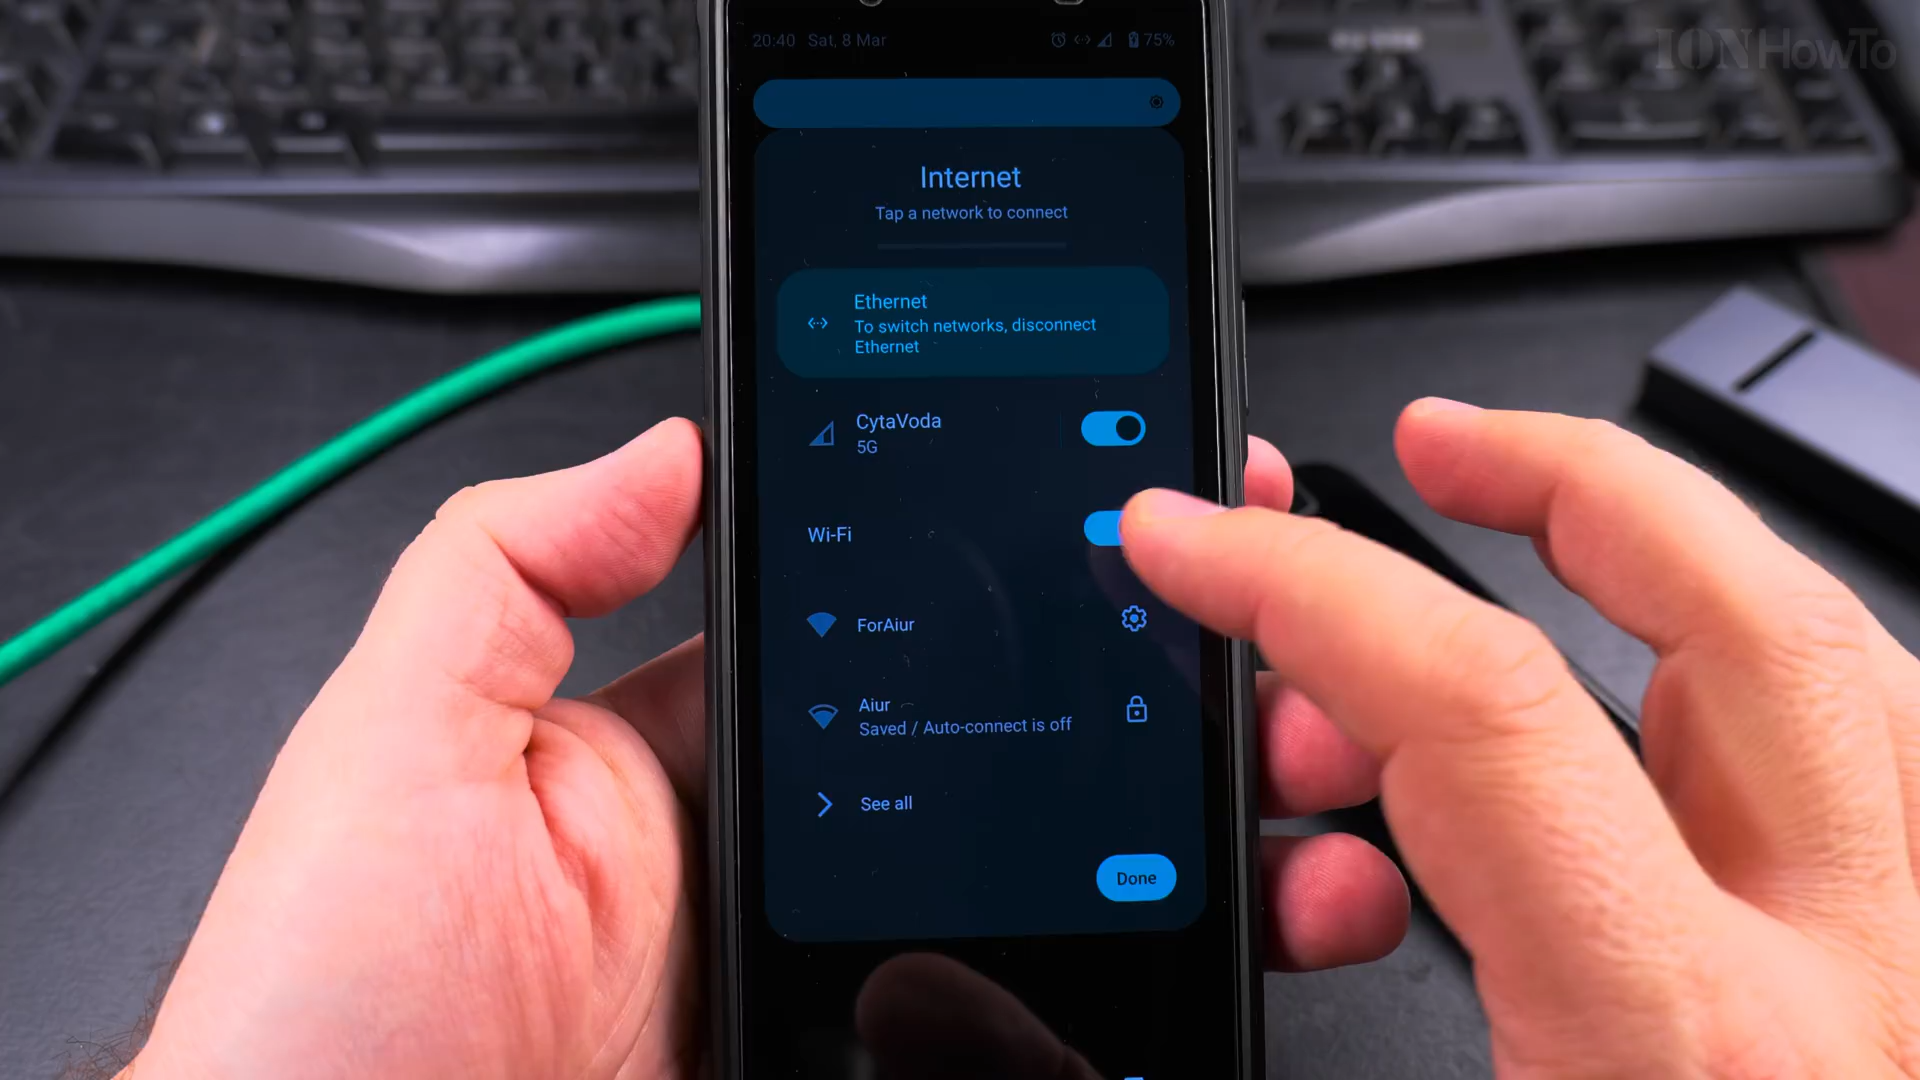 IONHowTo
20:40 Sat, 8 Mar
75%
Internet
Tap a network to connect
Ethernet
To switch networks, disconnect
Ethernet
CytaVoda
5G
Wi-Fi
ForAiur
Aiur
Saved / Auto-connect is off
See all
Done